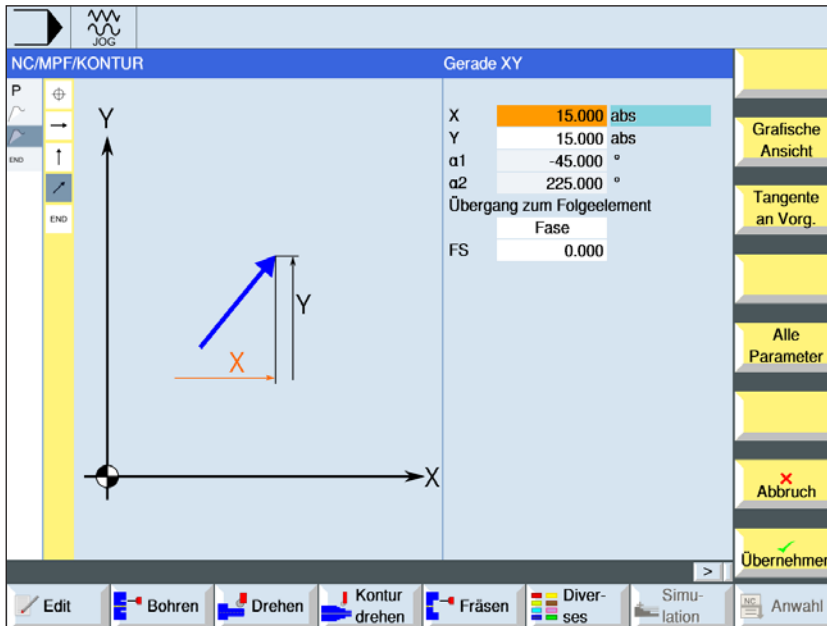 JOG
NC/MPF/KONTUR
Gerade XY
P
END
END
Y
X
Y
X
X 15.000 abs
Y 15.000 abs
α1 -45.000 °
α2 225.000 °
Übergang zum Folgeelement
Fase
FS 0.000
Grafische
Ansicht
Tangente
an Vorg.
Alle
Parameter
Abbruch
Übernehmen
>
Edit
Bohren
Drehen
Kontur
drehen
Fräsen
Diver-
ses
Simu-
lation
NC
Anwahl